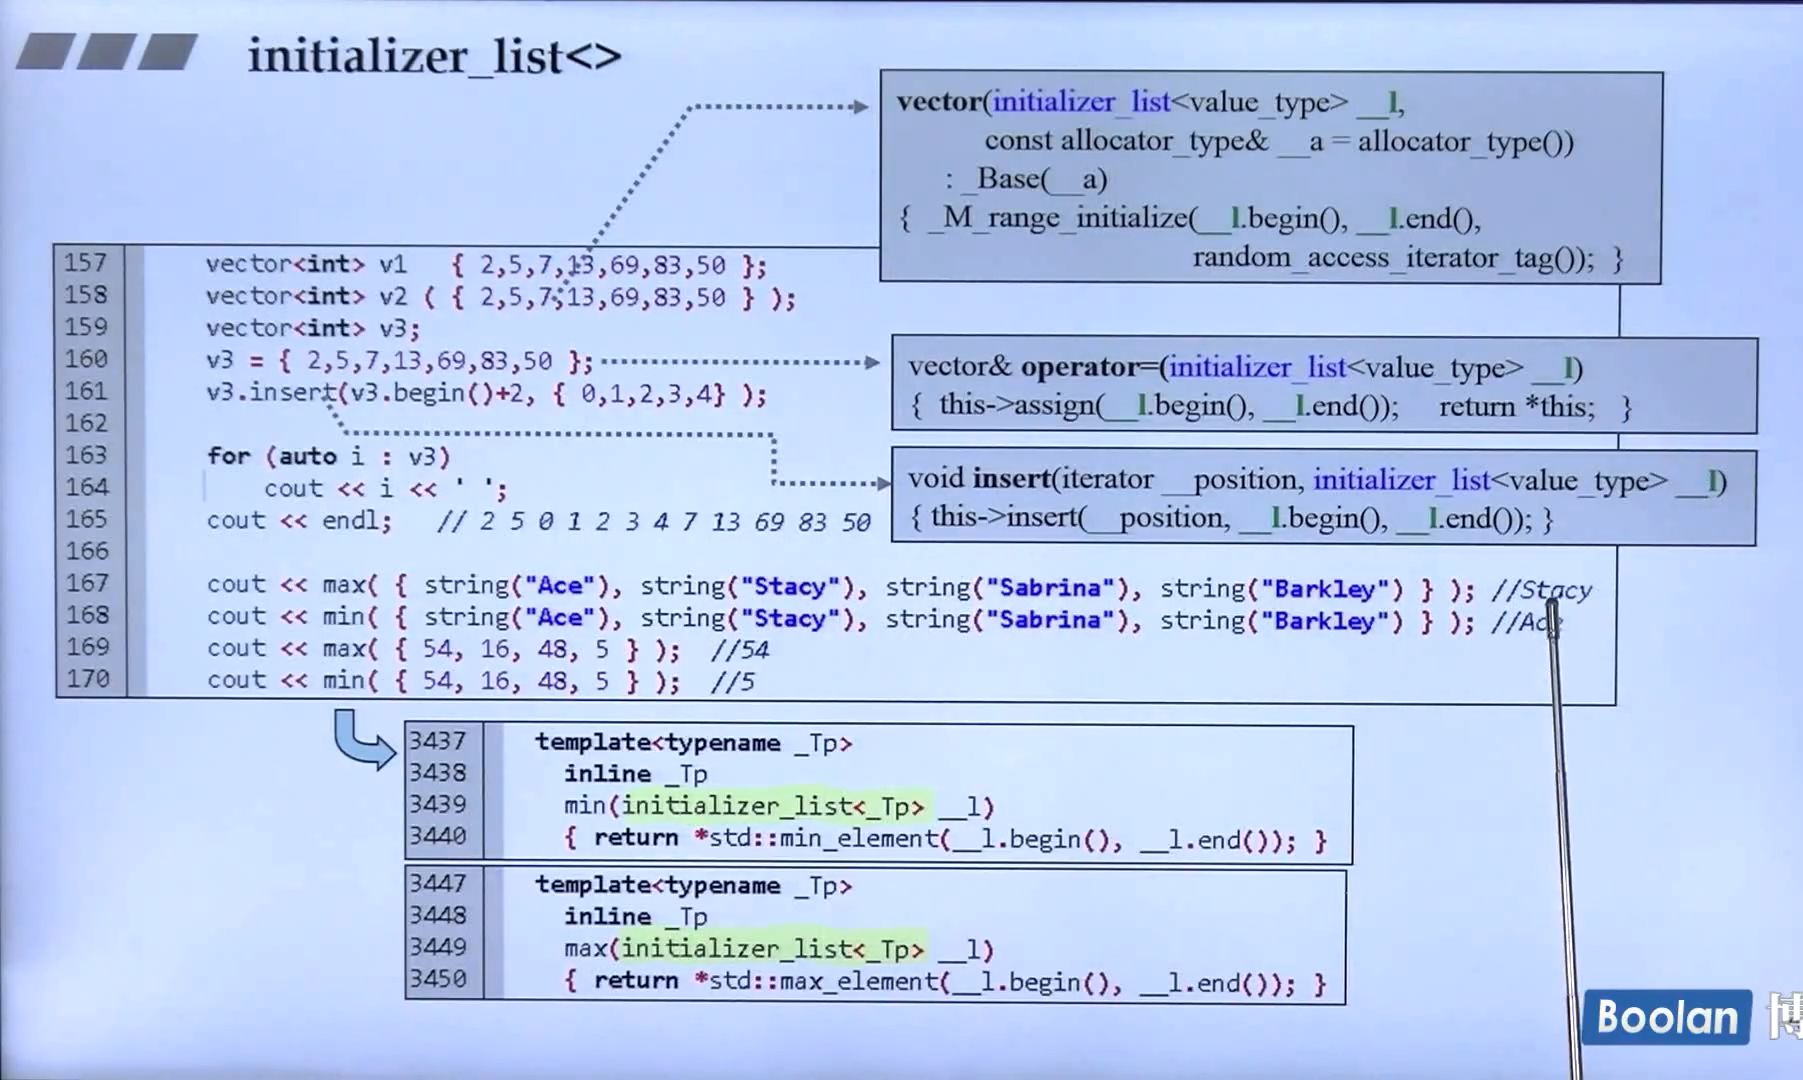 initializer_list<>
vector(initializer_list<value_type> __l,
const allocator_type& __a = allocator_type())
: _Base(__a)
{ _M_range_initialize(__l.begin(), __l.end(),
random_access_iterator_tag()); }
157 vector<int> v1 { 2,5,7,13,69,83,50 };
158 vector<int> v2 ( { 2,5,7,13,69,83,50 } );
159 vector<int> v3;
160 v3 = { 2,5,7,13,69,83,50 };
161 v3.insert(v3.begin()+2, { 0,1,2,3,4} );
162
163 for (auto i : v3)
164 cout << i << ' ';
165 cout << endl; // 2 5 0 1 2 3 4 7 13 69 83 50
166
167 cout << max( { string("Ace"), string("Stacy"), string("Sabrina"), string("Barkley") } ); //Stacy
168 cout << min( { string("Ace"), string("Stacy"), string("Sabrina"), string("Barkley") } ); //Ace
169 cout << max( { 54, 16, 48, 5 } ); //54
170 cout << min( { 54, 16, 48, 5 } ); //5
vector& operator=(initializer_list<value_type> __l)
{ this->assign(__l.begin(), __l.end()); return *this; }
void insert(iterator __position, initializer_list<value_type> __l)
{ this->insert(__position, __l.begin(), __l.end()); }
3437 template<typename _Tp>
3438 inline _Tp
3439 min(initializer_list<_Tp> __l)
3440 { return *std::min_element(__l.begin(), __l.end()); }
3447 template<typename _Tp>
3448 inline _Tp
3449 max(initializer_list<_Tp> __l)
3450 { return *std::max_element(__l.begin(), __l.end()); }
Boolan